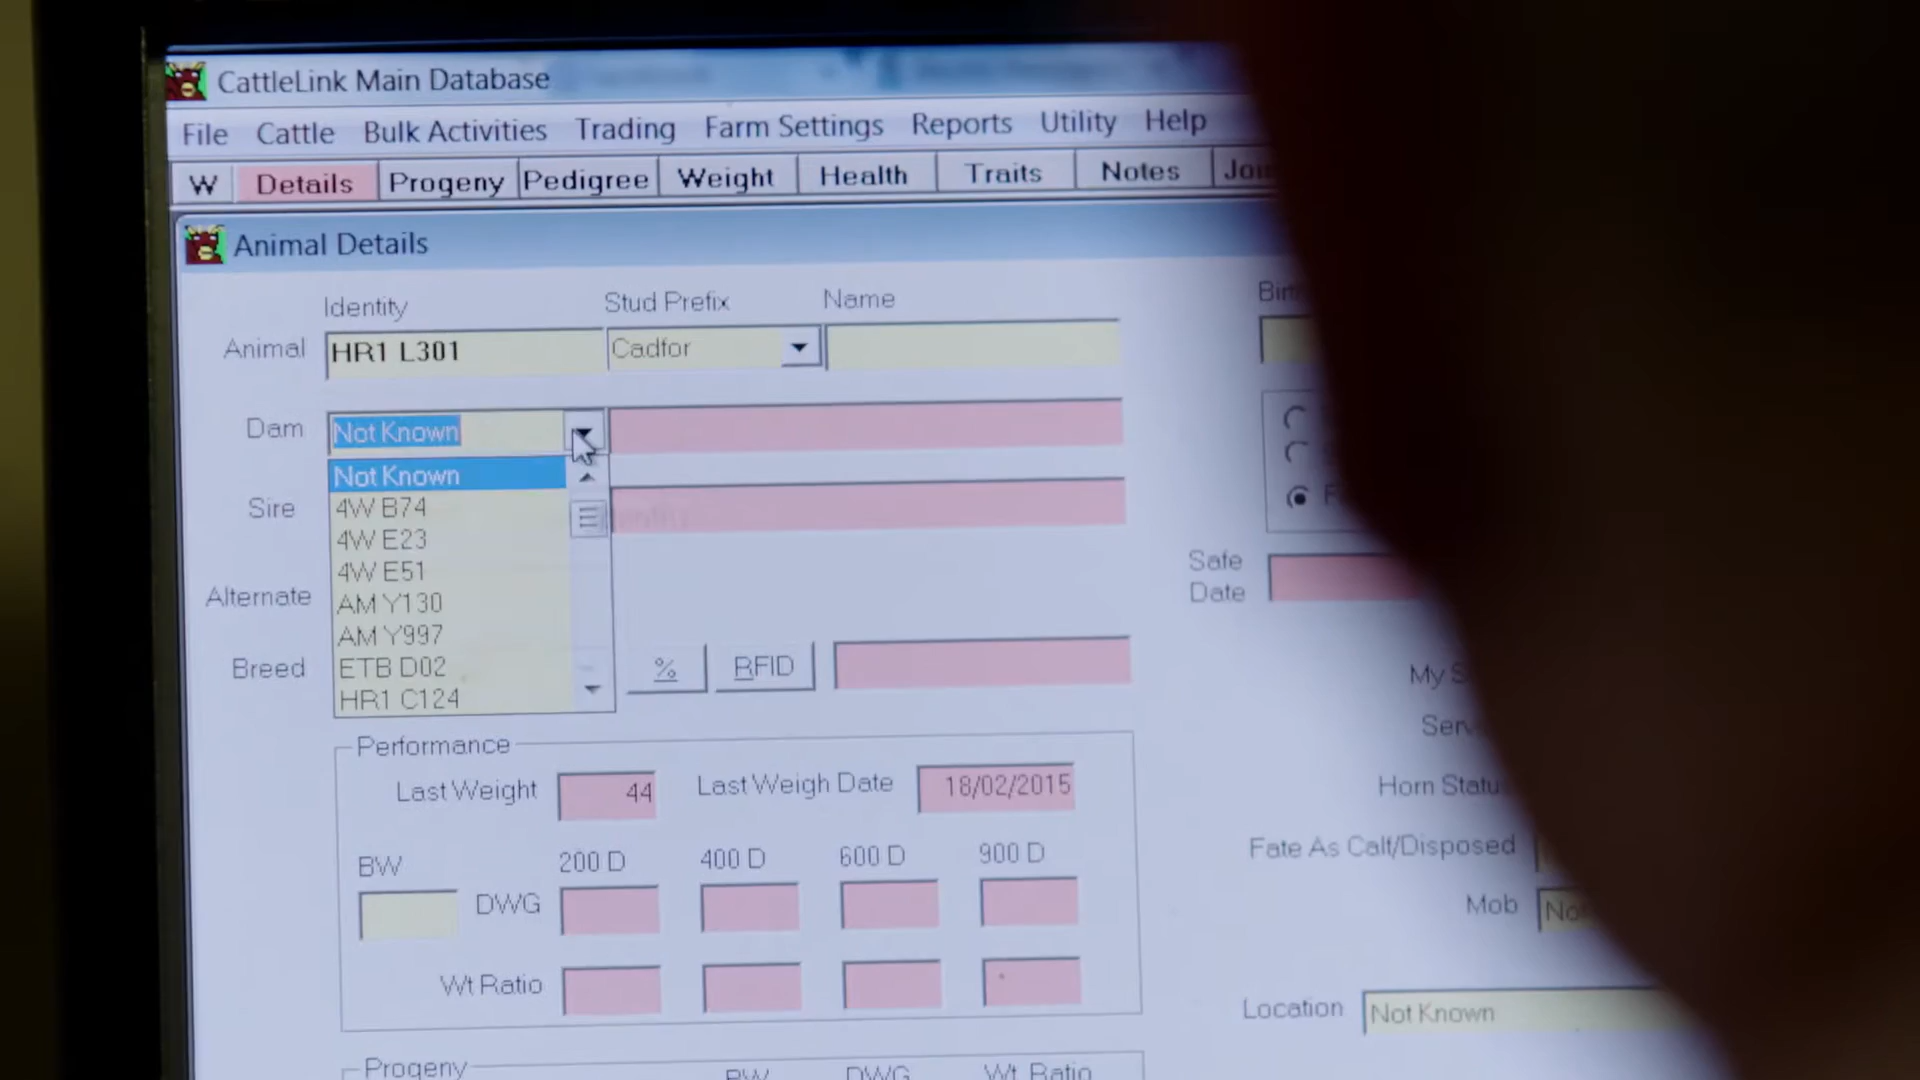 CattleLink Main Database
File Cattle Bulk Activities Trading Farm Settings Reports Utility Help
W Details Progeny Pedigree Weight Health Traits Notes
Animal Details
Identity Stud Prefix Name
Animal HR1 L301 Cadfor
Dam Not Known
Not Known
4W B74
Sire
4W E23
4W E51
Safe
Date
Alternate
AM Y130
AM Y997
Breed ETB D02 % RFID
HR1 C124
My
Performance
Last Weight 44 Last Weigh Date 18/02/2015
Horn Status
BW 200 D 400 D 600 D 900 D
Fate As Calf/Disposed
DWG
Mob
Wt Ratio
Location Not Known
Progeny BW DWG Wt Ratio